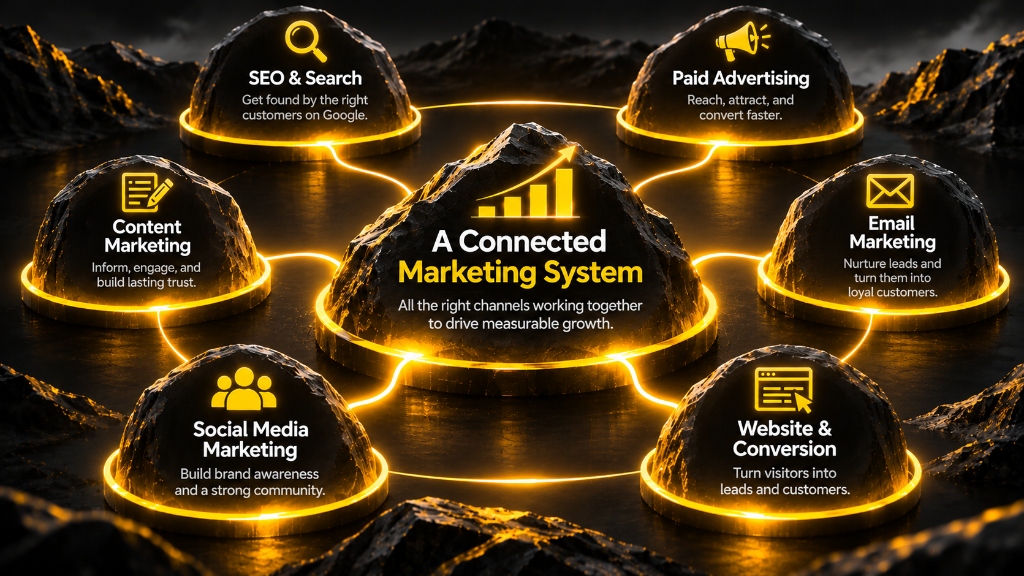 SEO & Search
Get found by the right
customers on Google.
Paid Advertising
Reach, attract, and
convert faster.
Content
Marketing
Inform, engage, and
build lasting trust.
A Connected
Marketing System
All the right channels working together
to drive measurable growth.
Email
Marketing
Nurture leads and
turn them into
loyal customers.
Social Media
Marketing
Build brand awareness
and a strong community.
Website &
Conversion
Turn visitors into
leads and customers.